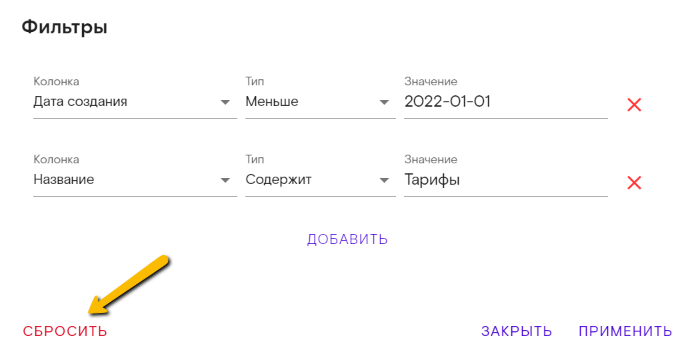 Фильтры
Колонка Тип Значение
Дата создания Меньше 2022-01-01
Колонка Тип Значение
Название Содержит Тарифы
ДОБАВИТЬ
СБРОСИТЬ ЗАКРЫТЬ ПРИМЕНИТЬ